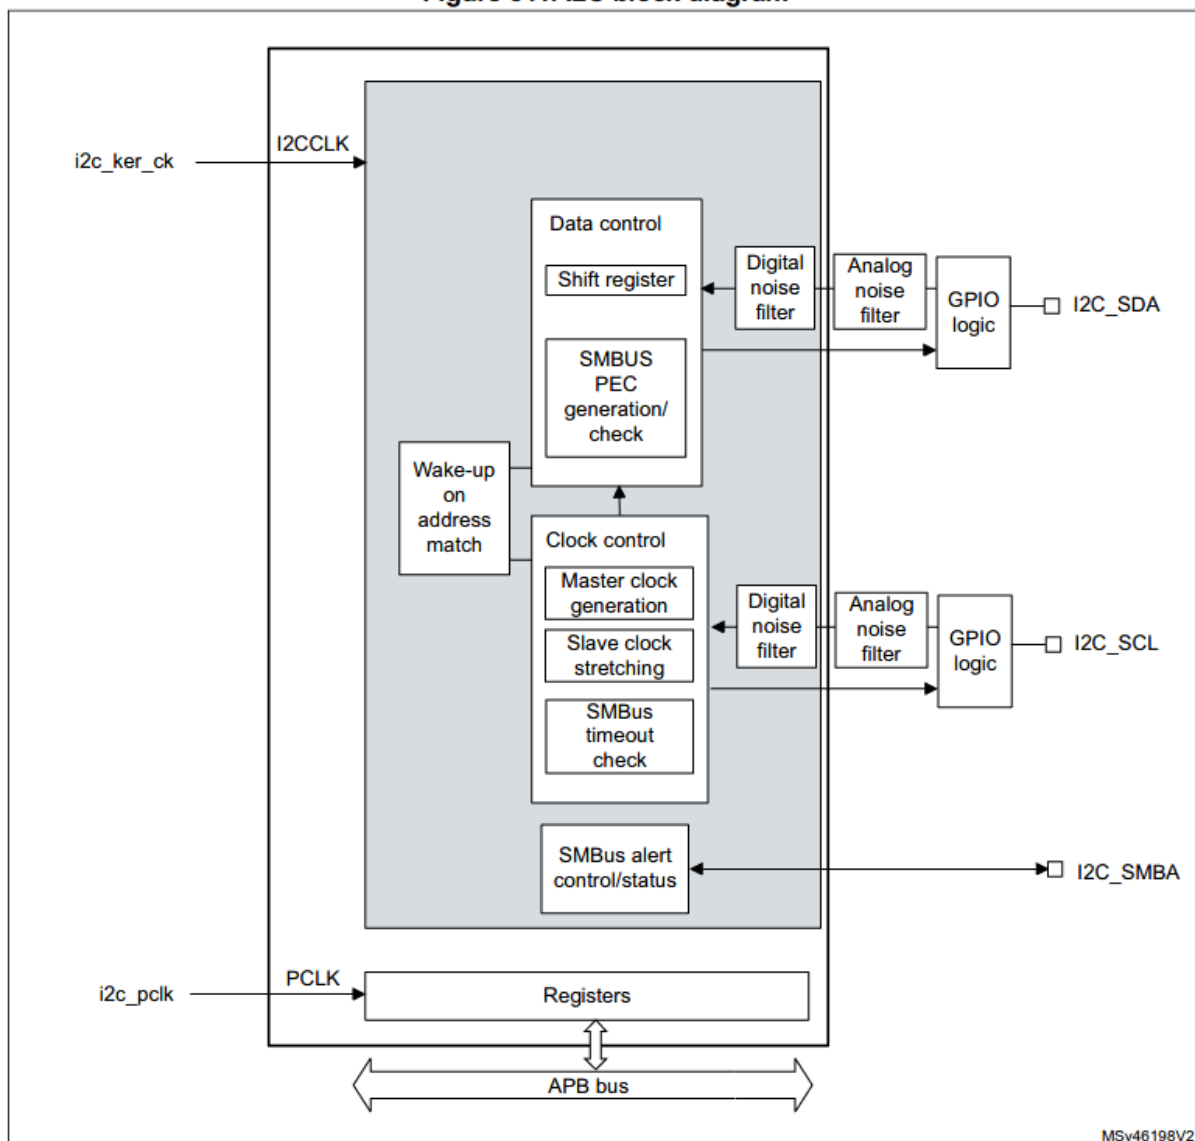 I2CCLK
i2c_ker_ck
Data control
Shift register
SMBUS
PEC
generation/
check
Digital
noise
filter
Analog
noise
filter
GPIO
logic
I2C_SDA
Wake-up
on
address
match
Clock control
Master clock
generation
Slave clock
stretching
SMBus
timeout
check
Digital
noise
filter
Analog
noise
filter
GPIO
logic
I2C_SCL
SMBus alert
control/status
I2C_SMBA
PCLK
i2c_pclk
Registers
APB bus
MSv46198V2